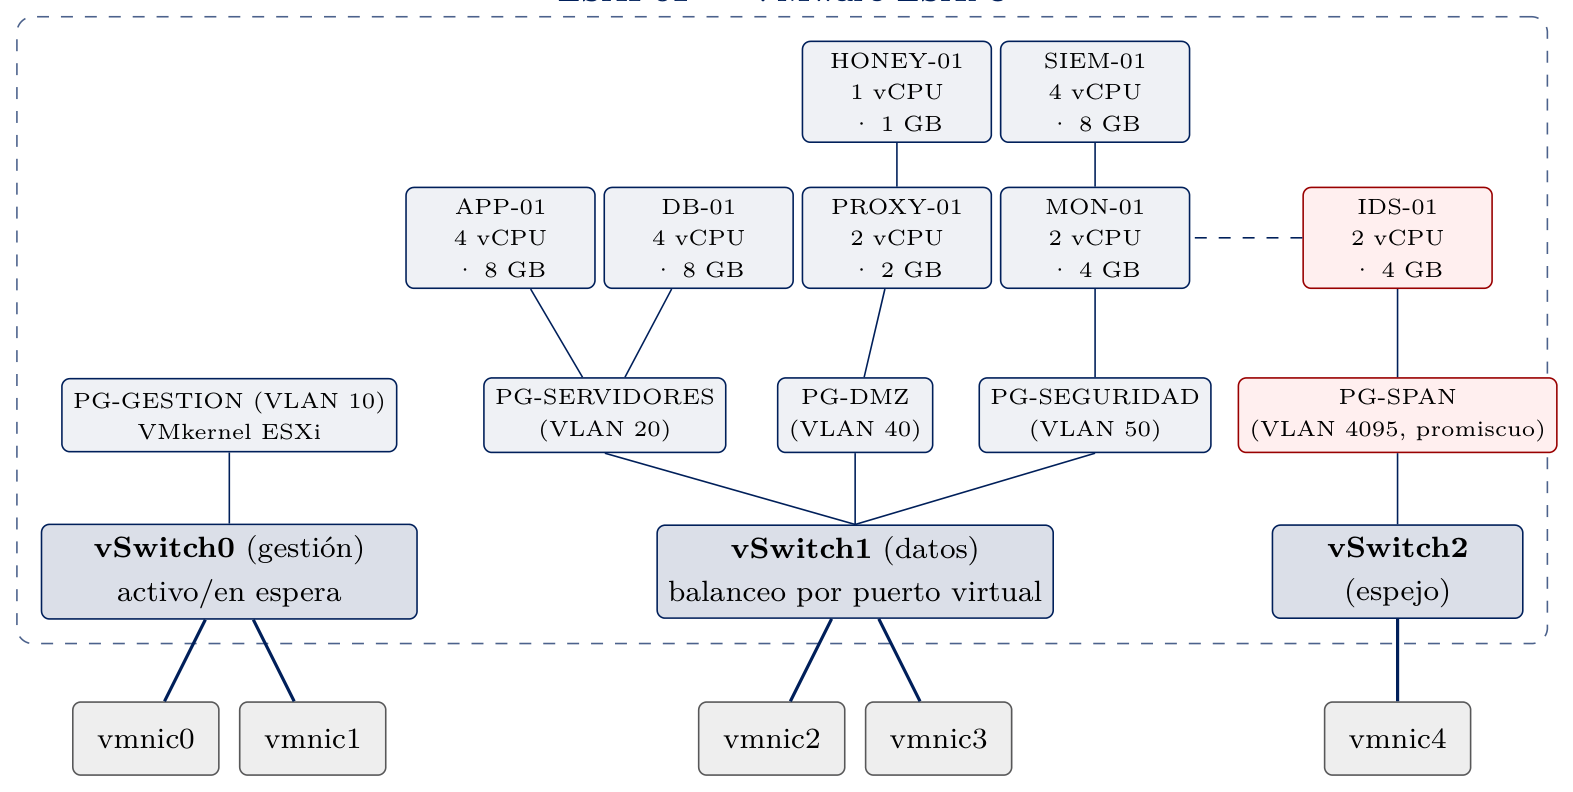 HONEY-01
1 vCPU
· 1 GB
SIEM-01
4 vCPU
· 8 GB
APP-01
4 vCPU
· 8 GB
DB-01
4 vCPU
· 8 GB
PROXY-01
2 vCPU
· 2 GB
MON-01
2 vCPU
· 4 GB
IDS-01
2 vCPU
· 4 GB
PG-GESTION (VLAN 10)
VMkernel ESXi
PG-SERVIDORES
(VLAN 20)
PG-DMZ
(VLAN 40)
PG-SEGURIDAD
(VLAN 50)
PG-SPAN
(VLAN 4095, promiscuo)
vSwitch0 (gestión)
activo/en espera
vSwitch1 (datos)
balanceo por puerto virtual
vSwitch2
(espejo)
vmnic0
vmnic1
vmnic2
vmnic3
vmnic4